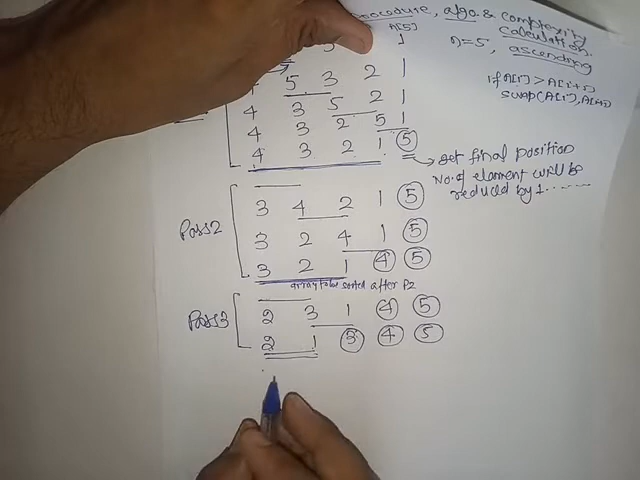 procedure, algo & complexity
calculation.
A[5]
n=5, ascending
3 1
5 3 2 1
if A[i] > A[i+1]
swap(A[i], A[i+1])
4 3 5 2 1
4 3 2 5 1
4 3 2 1 5
get final position
No. of element will be
reduced by 1.......
Pass2
3 4 2 1 5
3 2 4 1 5
3 2 1 4 5
array to be sorted after P2
Pass3
2 3 1 4 5
2 1 3 4 5